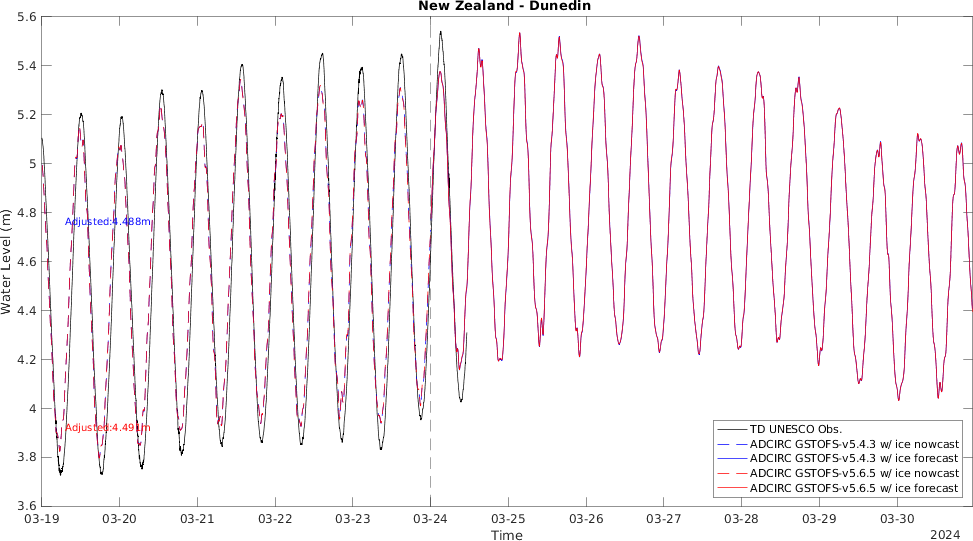 New Zealand - Dunedin
Water Level (m)
5.6
5.4
5.2
5
4.8
4.6
4.4
4.2
4
3.8
3.6
Adjusted:4.488m
Adjusted:4.491m
TD UNESCO Obs.
ADCIRC GSTOFS-v5.4.3 w/ ice nowcast
ADCIRC GSTOFS-v5.4.3 w/ ice forecast
ADCIRC GSTOFS-v5.6.5 w/ ice nowcast
ADCIRC GSTOFS-v5.6.5 w/ ice forecast
03-19 03-20 03-21 03-22 03-23 03-24 03-25 03-26 03-27 03-28 03-29 03-30
Time
2024